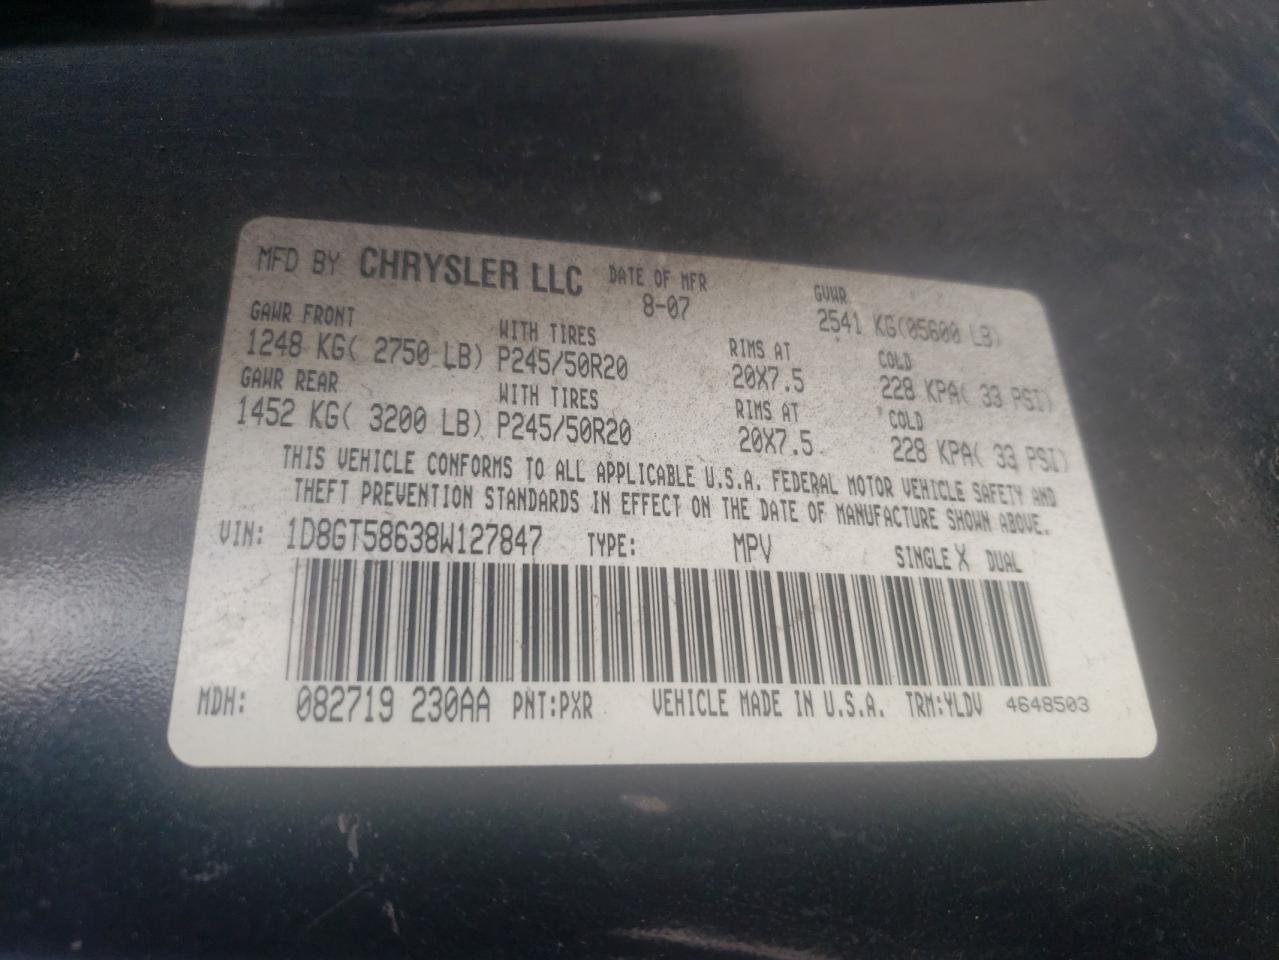 MFD BY CHRYSLER LLC DATE OF MFR GVWR
8-07 2541 KG(05600 LB)
GAWR FRONT WITH TIRES RIMS AT COLD
1248 KG( 2750 LB) P245/50R20 20X7.5 228 KPA( 33 PSI)
GAWR REAR WITH TIRES RIMS AT COLD
1452 KG( 3200 LB) P245/50R20 20X7.5 228 KPA( 33 PSI)
THIS VEHICLE CONFORMS TO ALL APPLICABLE U.S.A. FEDERAL MOTOR VEHICLE SAFETY AND
THEFT PREVENTION STANDARDS IN EFFECT ON THE DATE OF MANUFACTURE SHOWN ABOVE.
VIN: 1D8GT58638W127847 TYPE: MPV SINGLE X DUAL
MDH: 082719 230AA PNT:PXR VEHICLE MADE IN U.S.A. TRM:YLDV 4648503